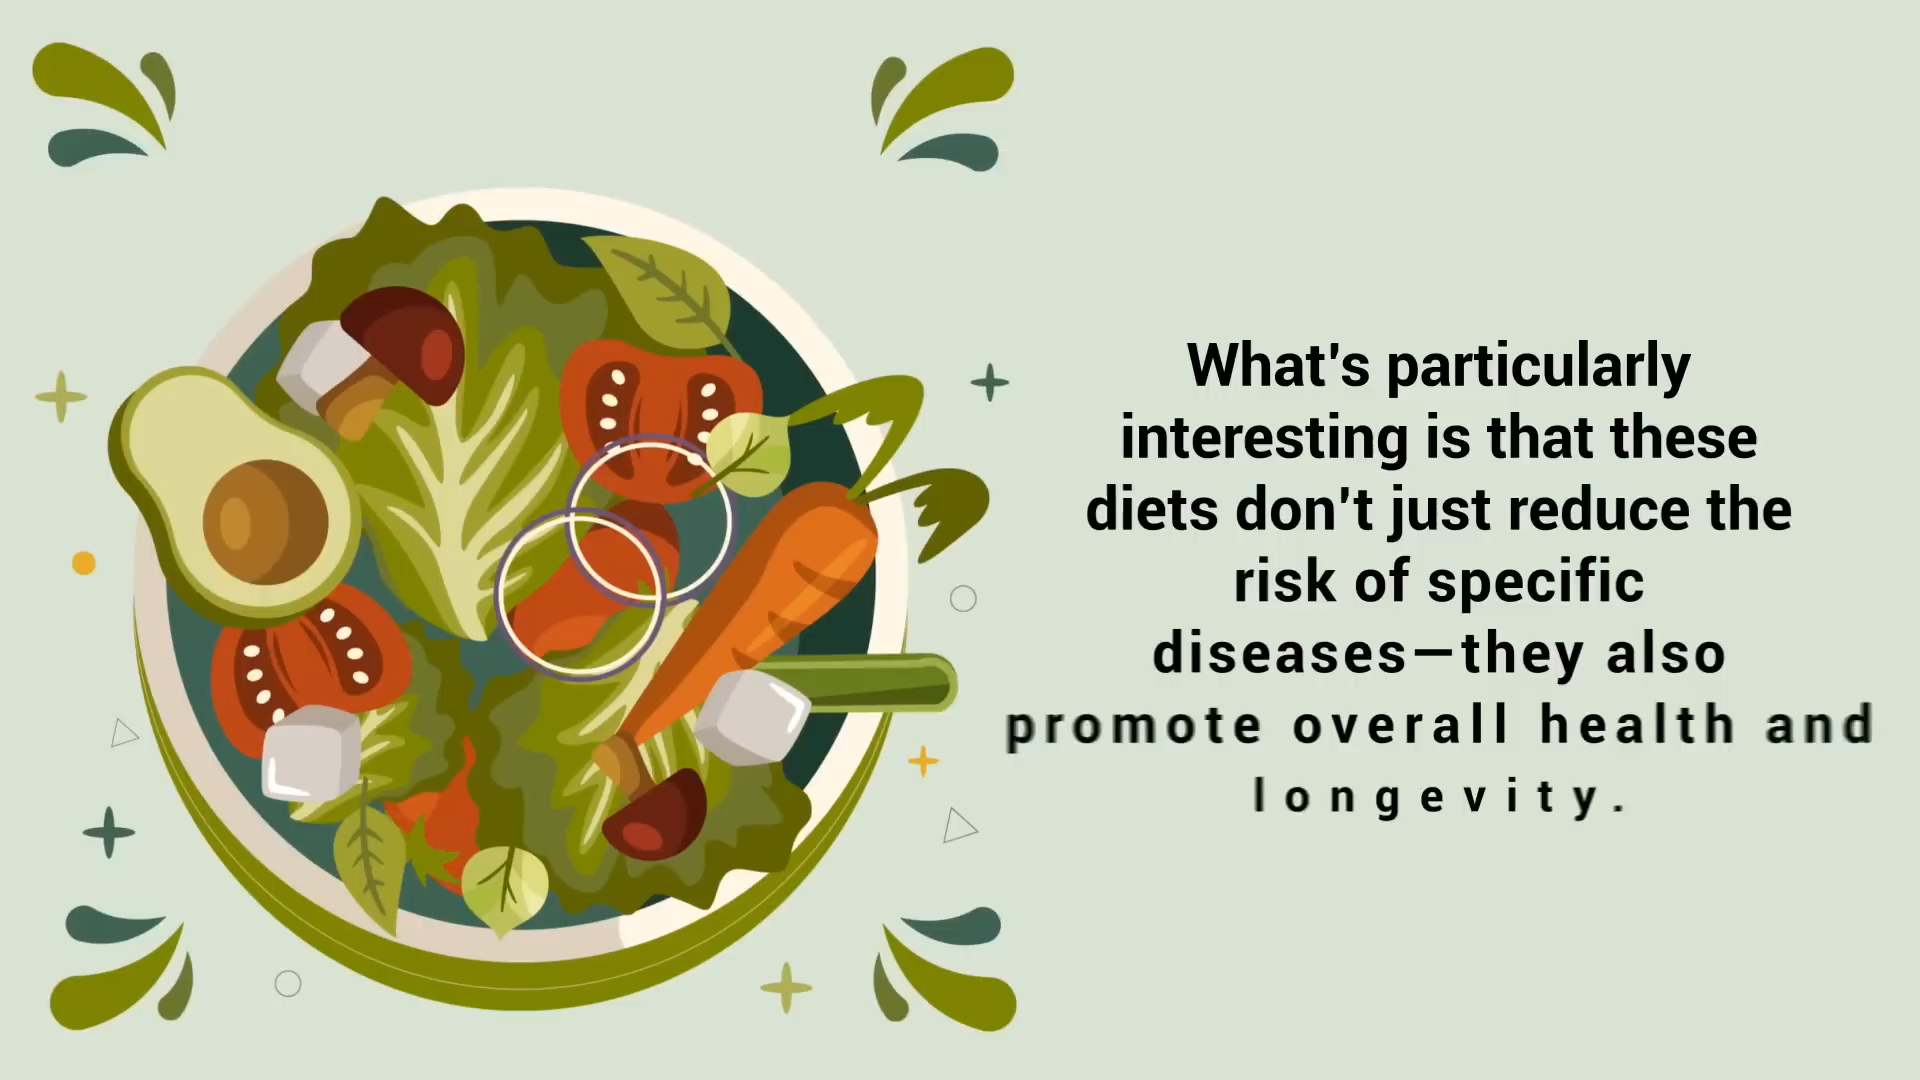 What's particularly
interesting is that these
diets don't just reduce the
risk of specific
diseases—they also
promote overall health and
longevity.